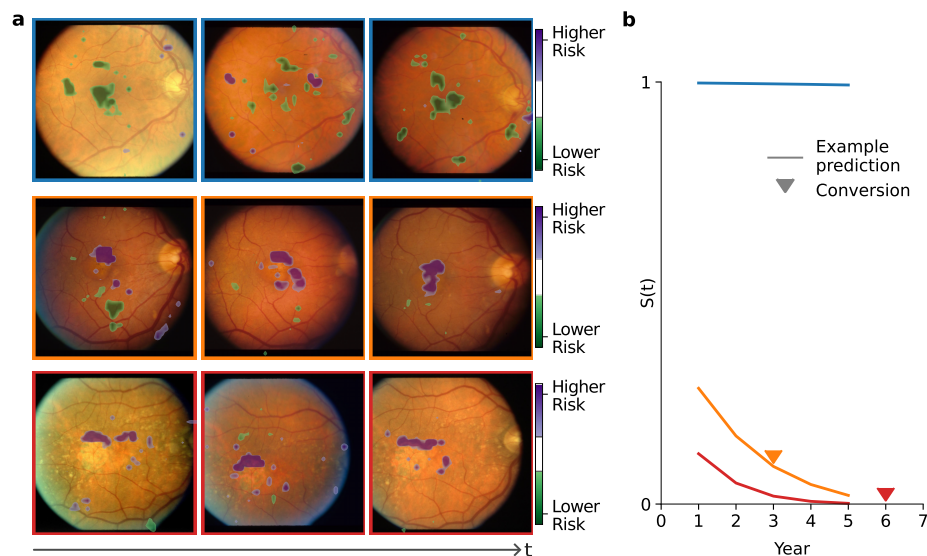 a
Higher
Risk
Lower
Risk
Higher
Risk
Lower
Risk
Higher
Risk
Lower
Risk
t
b
1
Example
prediction
Conversion
S(t)
0
0 1 2 3 4 5 6 7
Year